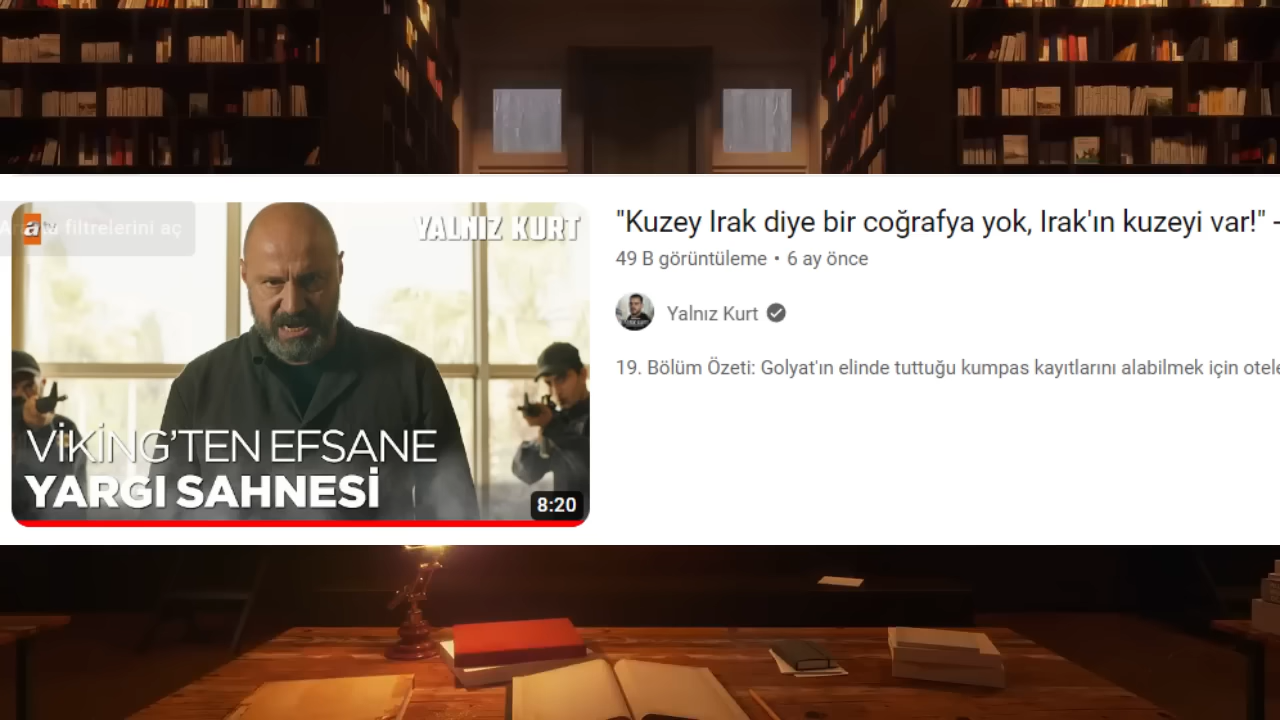 Arama filtrelerini aç
a tv
YALNIZ KURT
VİKİNG'TEN EFSANE
YARGI SAHNESİ
8:20
"Kuzey Irak diye bir coğrafya yok, Irak'ın kuzeyi var!" -
49 B görüntüleme • 6 ay önce
Yalnız Kurt
19. Bölüm Özeti: Golyat'ın elinde tuttuğu kumpas kayıtlarını alabilmek için otele